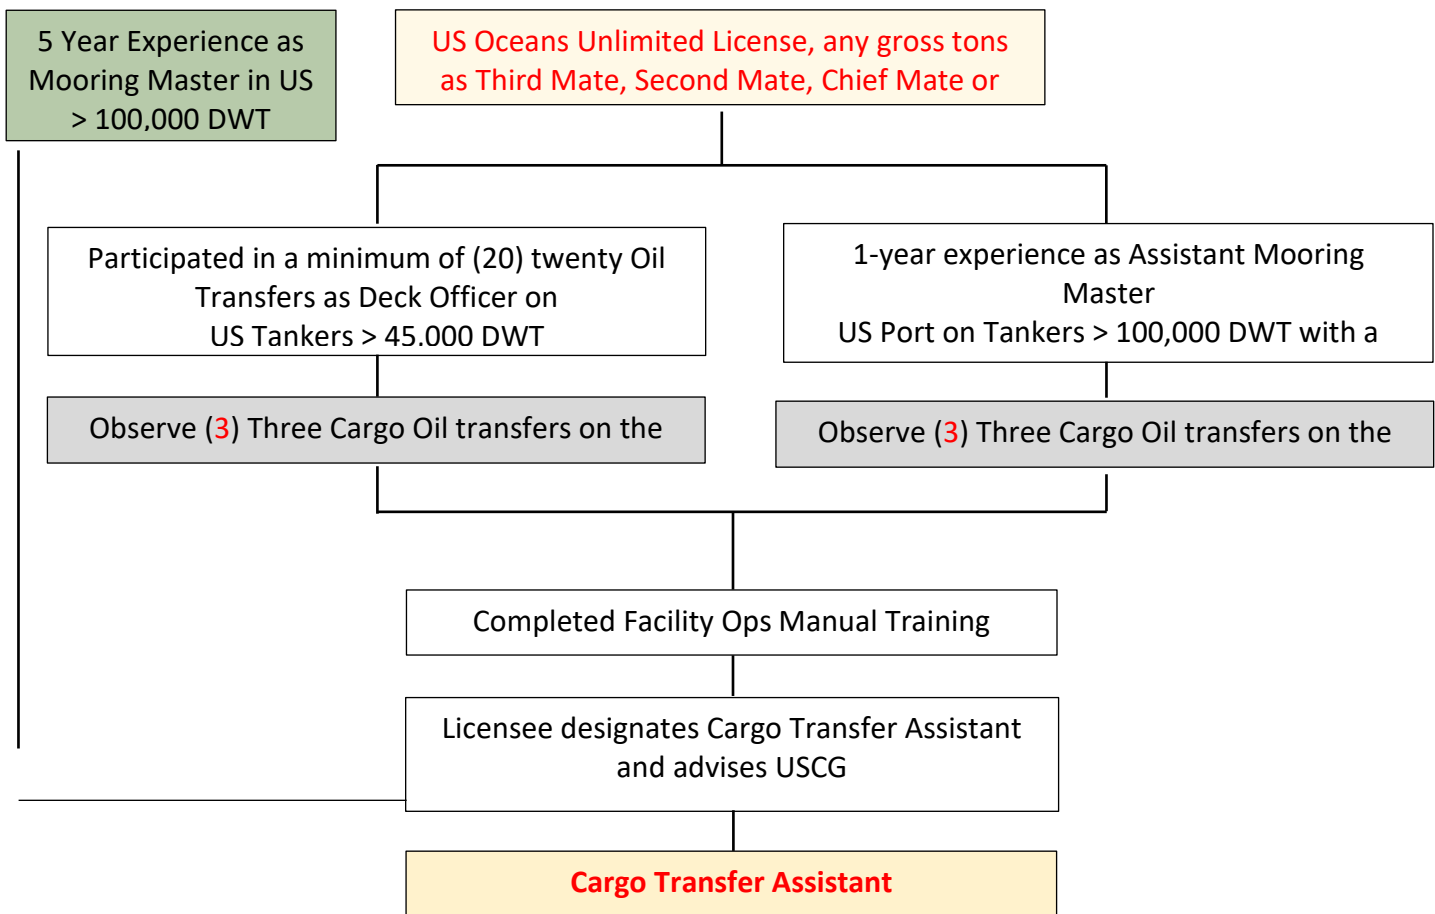 5 Year Experience as
Mooring Master in US
> 100,000 DWT
US Oceans Unlimited License, any gross tons
as Third Mate, Second Mate, Chief Mate or
Participated in a minimum of (20) twenty Oil
Transfers as Deck Officer on
US Tankers > 45.000 DWT
1-year experience as Assistant Mooring
Master
US Port on Tankers > 100,000 DWT with a
Observe (3) Three Cargo Oil transfers on the
Observe (3) Three Cargo Oil transfers on the
Completed Facility Ops Manual Training
Licensee designates Cargo Transfer Assistant
and advises USCG
Cargo Transfer Assistant